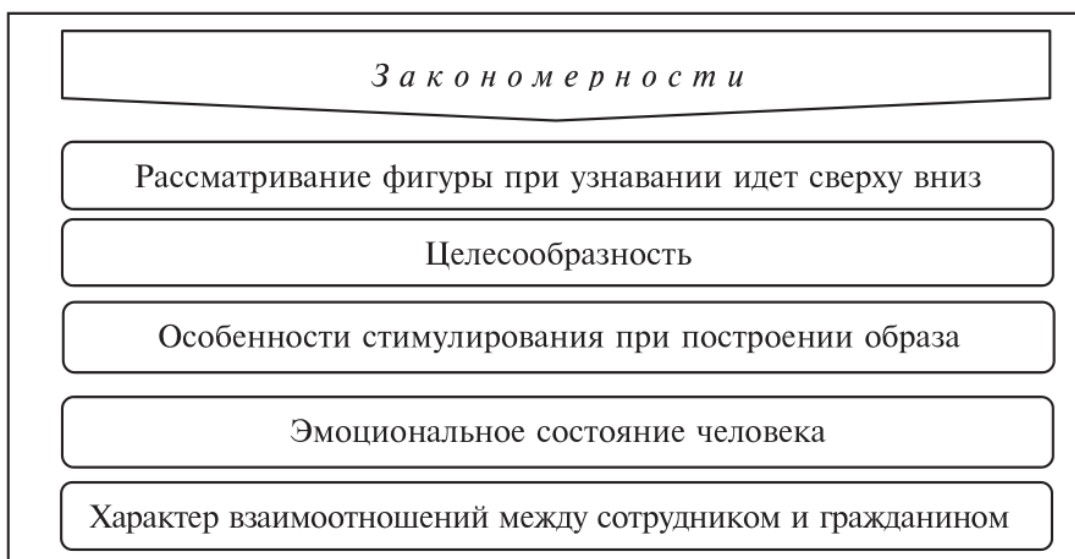 Закономерности
Рассматривание фигуры при узнавании идет сверху вниз
Целесообразность
Особенности стимулирования при построении образа
Эмоциональное состояние человека
Характер взаимоотношений между сотрудником и гражданином